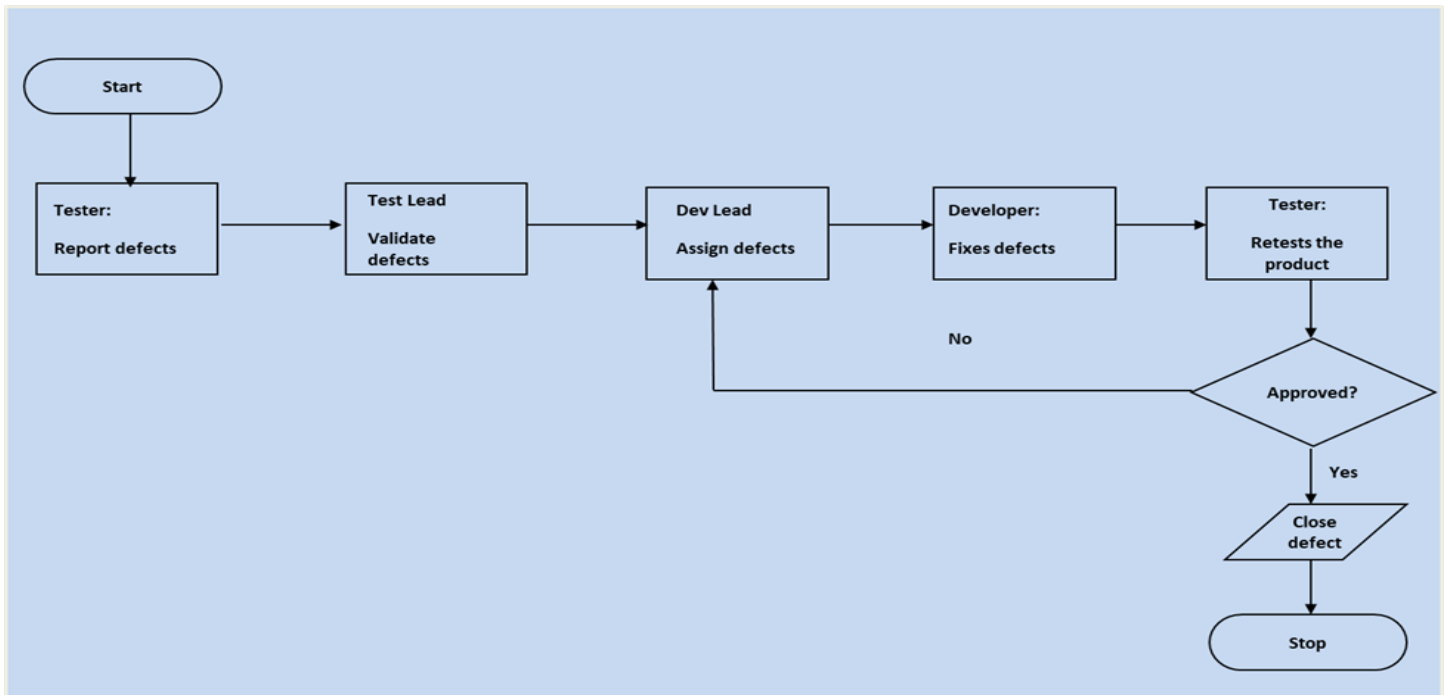 Start
Tester:
Report defects
Test Lead
Validate
defects
Dev Lead
Assign defects
Developer:
Fixes defects
Tester:
Retests the
product
No
Approved?
Yes
Close
defect
Stop